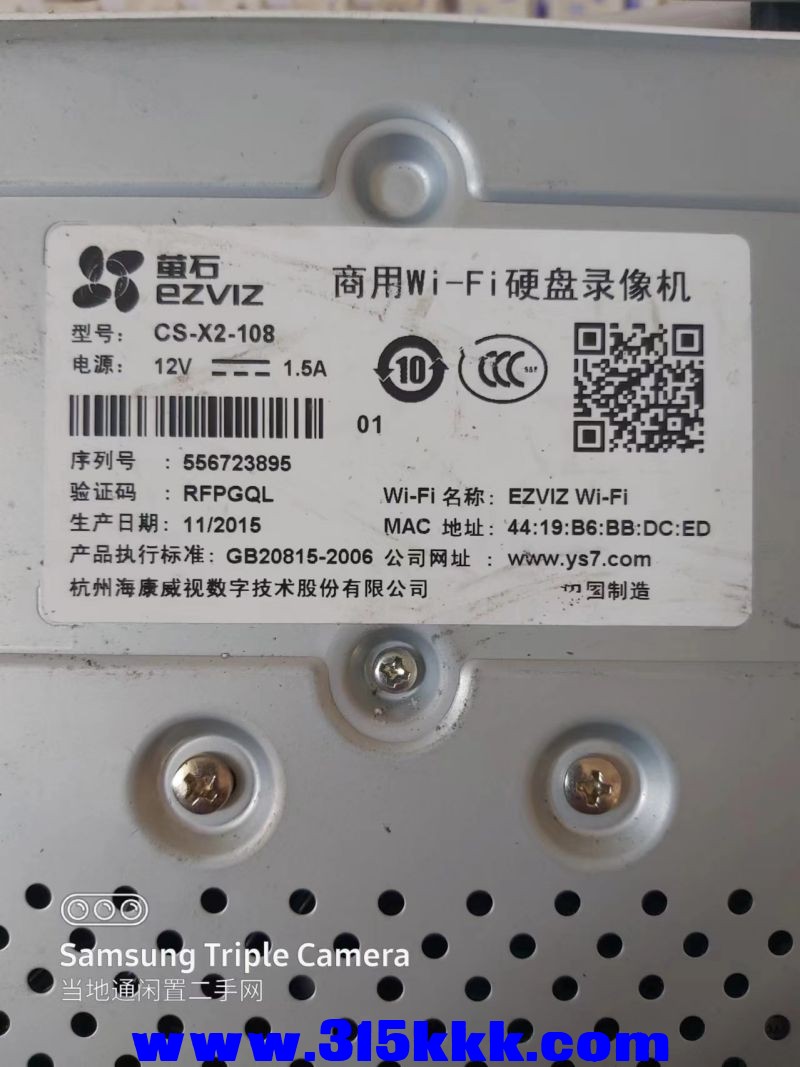 萤石
ezviz
商用Wi-Fi硬盘录像机
型号： CS-X2-108
电源： 12V 1.5A
10
CCC
S&F
01
序列号 ：556723895
验证码 ：RFPGQL
Wi-Fi 名称： EZVIZ Wi-Fi
生产日期：11/2015
MAC 地址：44:19:B6:BB:DC:ED
产品执行标准：GB20815-2006
公司网址 ：www.ys7.com
杭州海康威视数字技术股份有限公司
中国制造
Samsung Triple Camera
当地通闲置二手网
www.315kkk.com